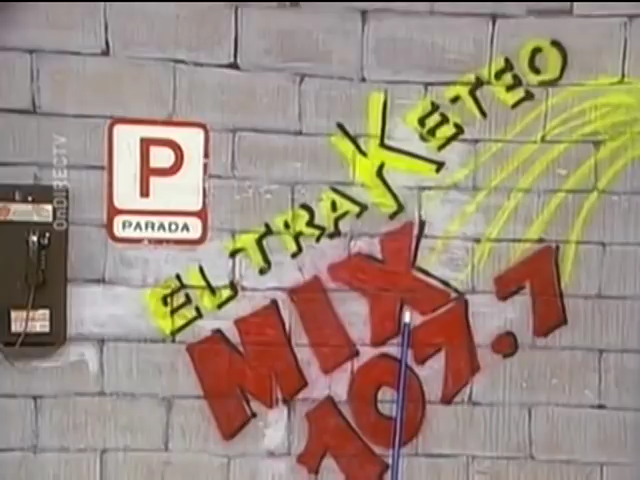 OnDIRECTV
P
PARADA
EL TRAKETEO
MIX
107.7